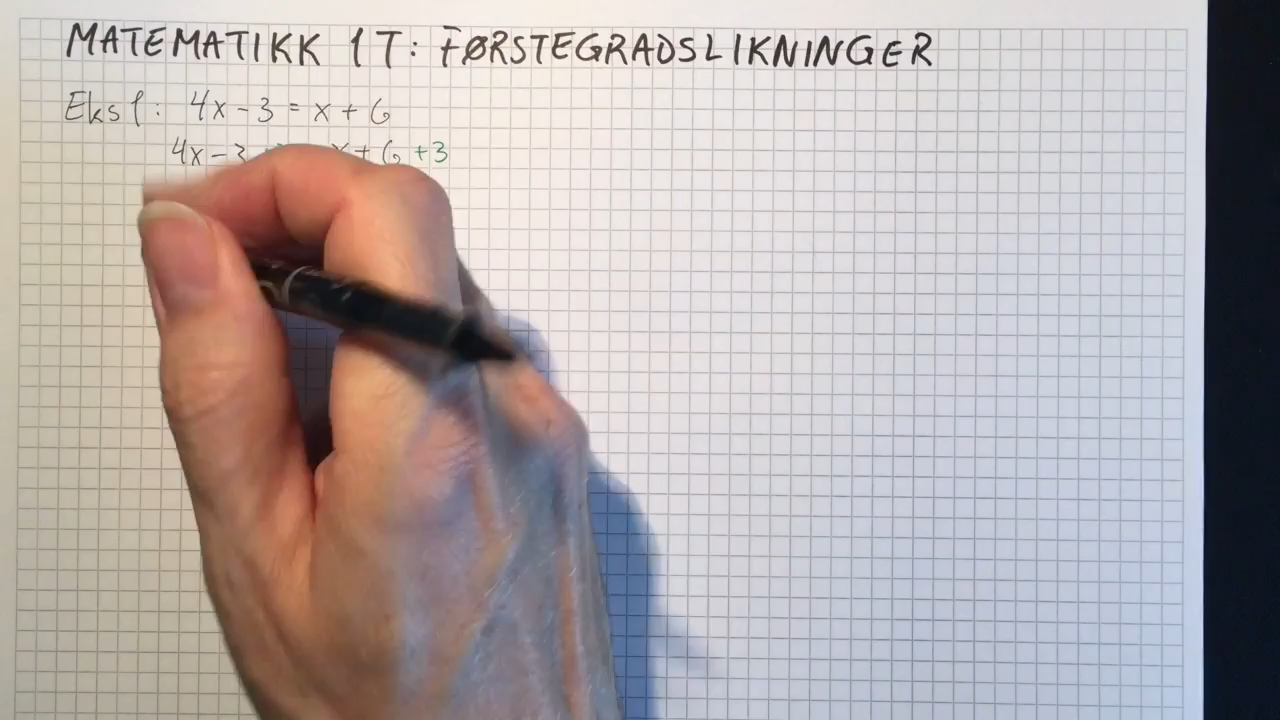 MATEMATIKK 1T: FØRSTEGRADSLIKNINGER
Eks 1: 4x - 3 = x + 6
4x - 3 x + 6 + 3